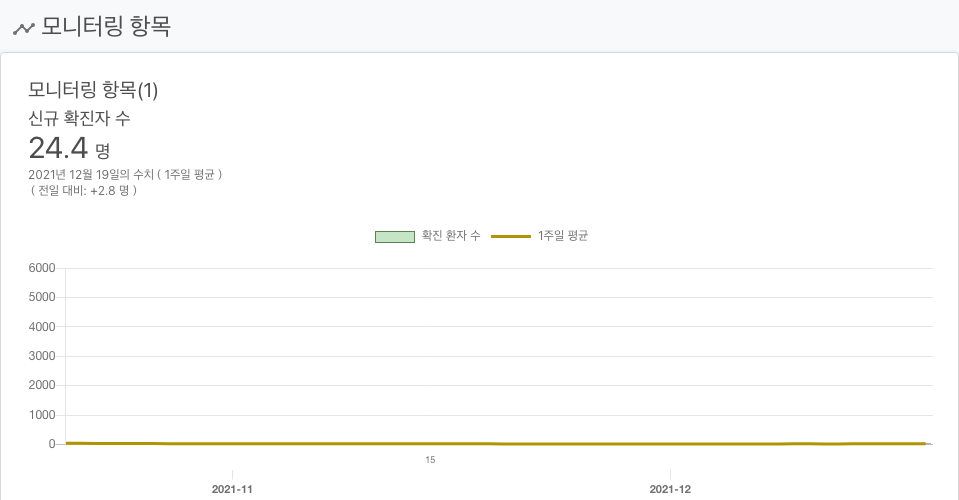 모니터링 항목
모니터링 항목(1)
신규 확진자 수
24.4 명
2021년 12월 19일의 수치 ( 1주일 평균 )
( 전일 대비: +2.8 명 )
확진 환자 수 1주일 평균
6000
5000
4000
3000
2000
1000
0
15
2021-11 2021-12